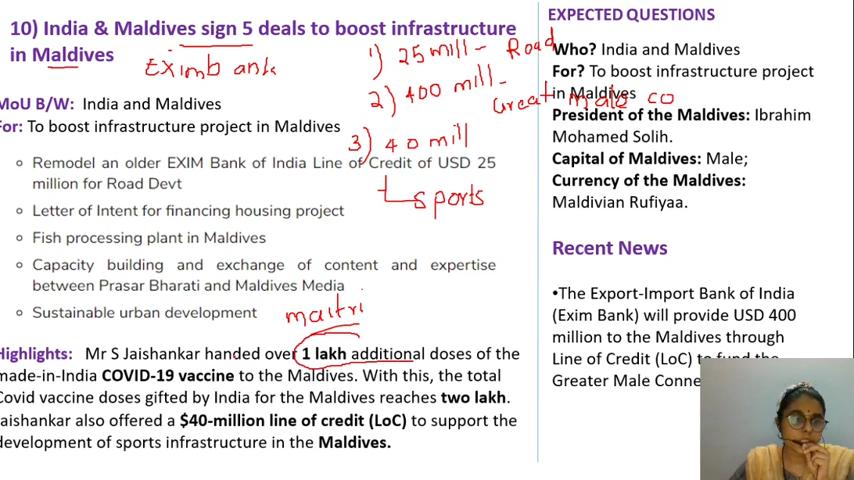 10) India & Maldives sign 5 deals to boost infrastructure
in Maldives
Eximb ank
1) 25 mill - Road
2) 400 mill -
Great male co
3) 40 mill
sports
MoU B/W: India and Maldives
For: To boost infrastructure project in Maldives
Remodel an older EXIM Bank of India Line of Credit of USD 25
million for Road Devt
Letter of Intent for financing housing project
Fish processing plant in Maldives
Capacity building and exchange of content and expertise
between Prasar Bharati and Maldives Media
Sustainable urban development
maitri
Highlights: Mr S Jaishankar handed over 1 lakh additional doses of the
made-in-India COVID-19 vaccine to the Maldives. With this, the total
Covid vaccine doses gifted by India for the Maldives reaches two lakh.
Jaishankar also offered a $40-million line of credit (LoC) to support the
development of sports infrastructure in the Maldives.
EXPECTED QUESTIONS
Who? India and Maldives
For? To boost infrastructure project
in Maldives
President of the Maldives: Ibrahim
Mohamed Solih.
Capital of Maldives: Male;
Currency of the Maldives:
Maldivian Rufiyaa.
Recent News
•The Export-Import Bank of India
(Exim Bank) will provide USD 400
million to the Maldives through
Line of Credit (LoC) to fund the
Greater Male Conne